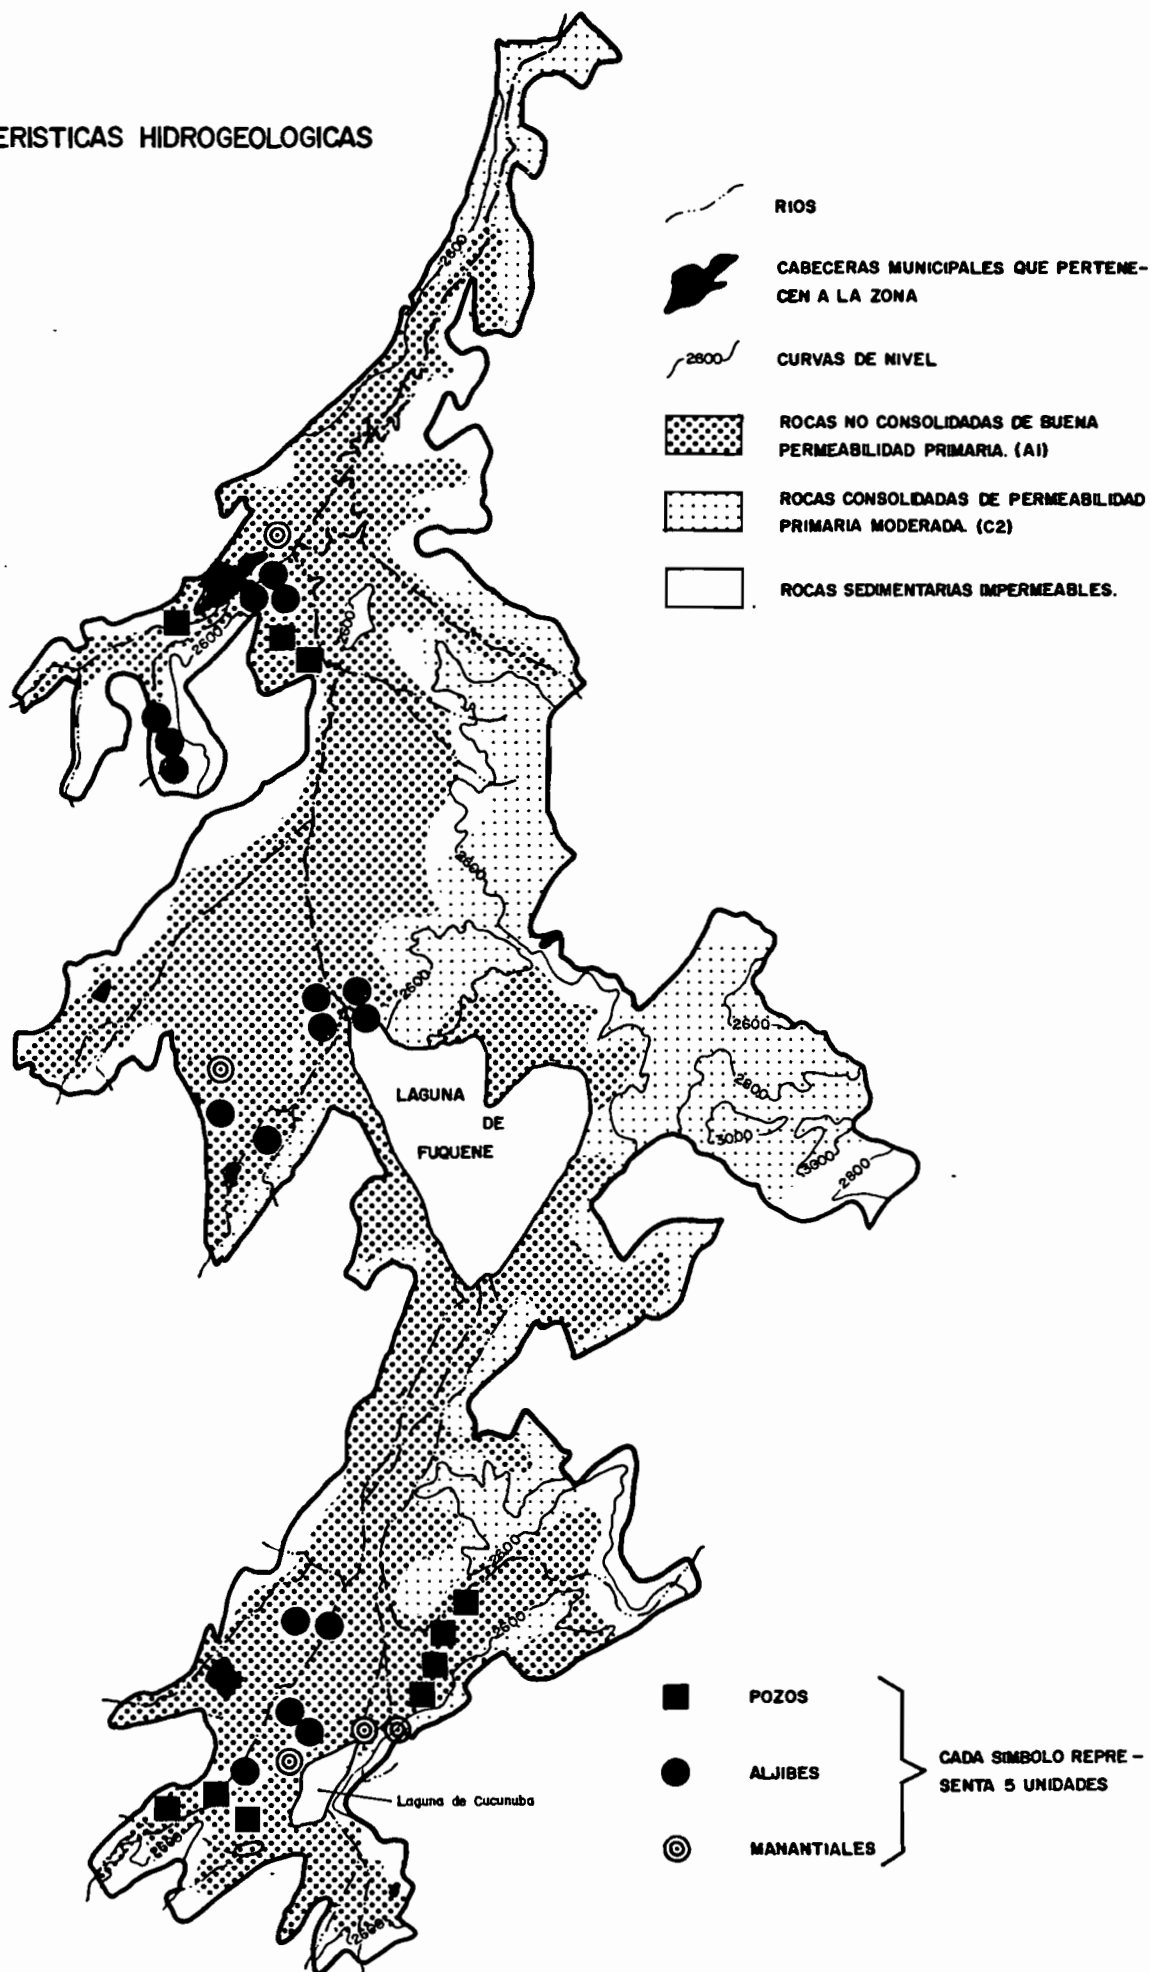 ERISTICAS HIDROGEOLOGICAS
RIOS
CABECERAS MUNICIPALES QUE PERTENE-
CEN A LA ZONA
2800
CURVAS DE NIVEL
ROCAS NO CONSOLIDADAS DE BUENA
PERMEABILIDAD PRIMARIA. (A1)
ROCAS CONSOLIDADAS DE PERMEABILIDAD
PRIMARIA MODERADA. (C2)
ROCAS SEDIMENTARIAS IMPERMEABLES.
2600
2600
2600
2600
2600
2600
2800
3000
3000
2800
LAGUNA
DE
FUQUENE
2600
2600
POZOS
ALJIBES
MANANTIALES
CADA SIMBOLO REPRE-
SENTA 5 UNIDADES
Laguna de Cucunuba
2600
2600